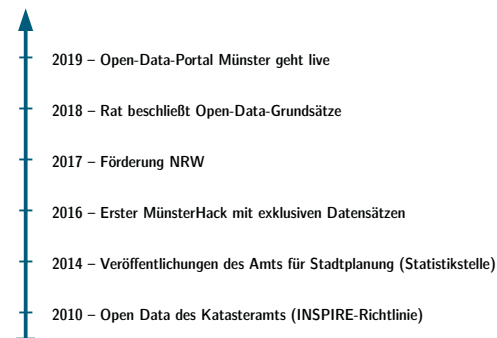 2019 – Open-Data-Portal Münster geht live
2018 – Rat beschließt Open-Data-Grundsätze
2017 – Förderung NRW
2016 – Erster MünsterHack mit exklusiven Datensätzen
2014 – Veröffentlichungen des Amts für Stadtplanung (Statistikstelle)
2010 – Open Data des Katasteramts (INSPIRE-Richtlinie)